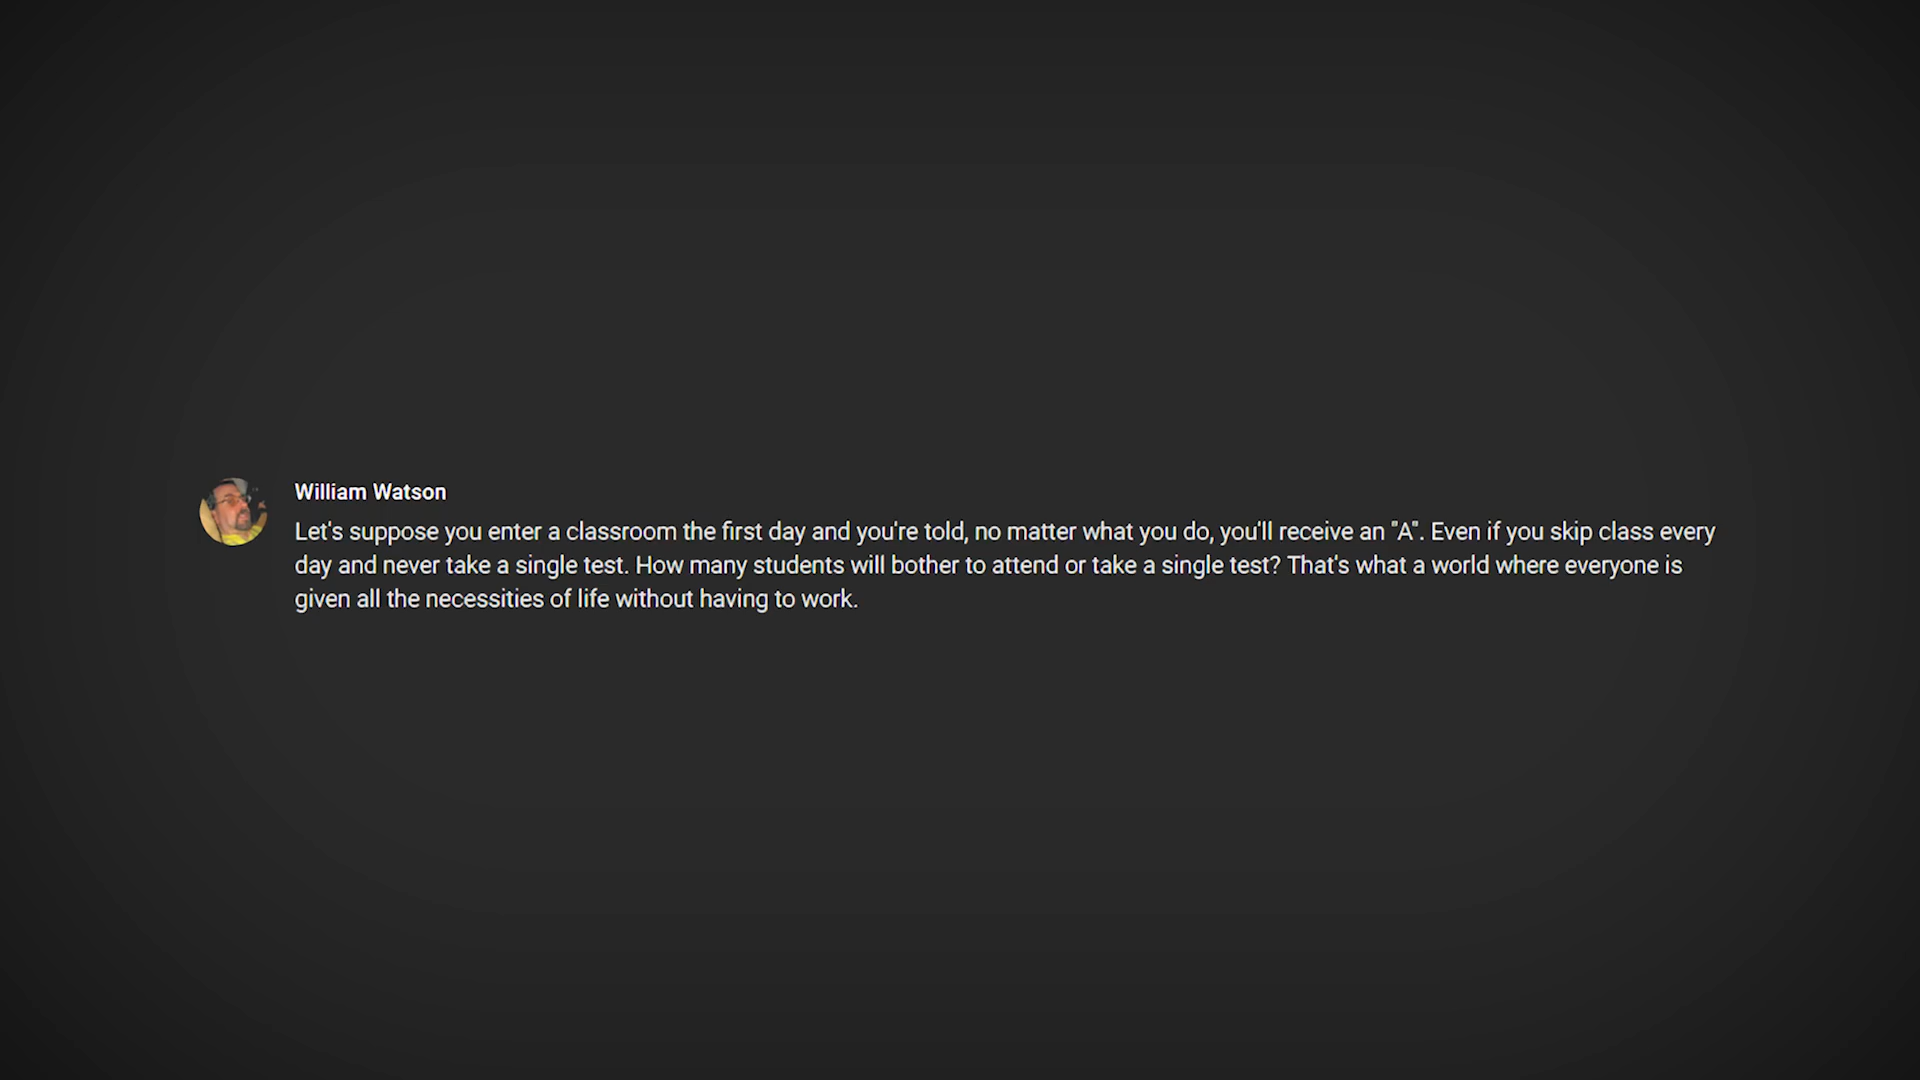 William Watson
Let's suppose you enter a classroom the first day and you're told, no matter what you do, you'll receive an "A". Even if you skip class every
day and never take a single test. How many students will bother to attend or take a single test? That's what a world where everyone is
given all the necessities of life without having to work.